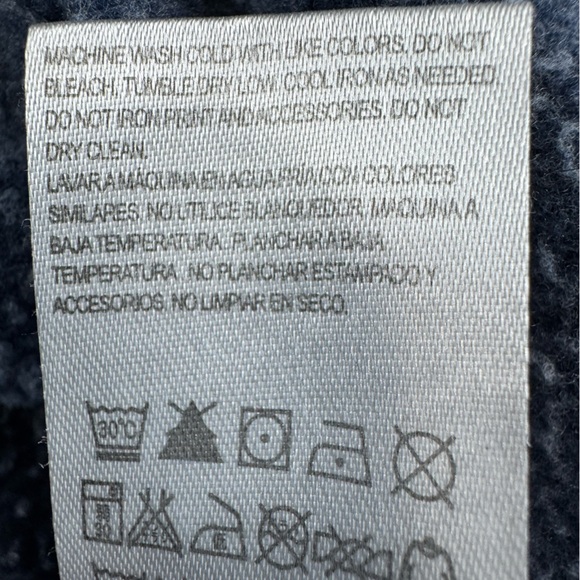 MACHINE WASH COLD WITH LIKE COLORS. DO NOT
BLEACH. TUMBLE DRY LOW. COOL IRON AS NEEDED.
DO NOT IRON PRINT AND ACCESSORIES. DO NOT
DRY CLEAN.
LAVAR A MAQUINA EN AGUA FRIA CON COLORES
SIMILARES. NO UTILICE BLANQUEDOR. MAQUINA A
BAJA TEMPERATURA. PLANCHAR A BAJA
TEMPERATURA. NO PLANCHAR ESTAMPADO Y
ACCESORIOS. NO LIMPIAR EN SECO.
30°C